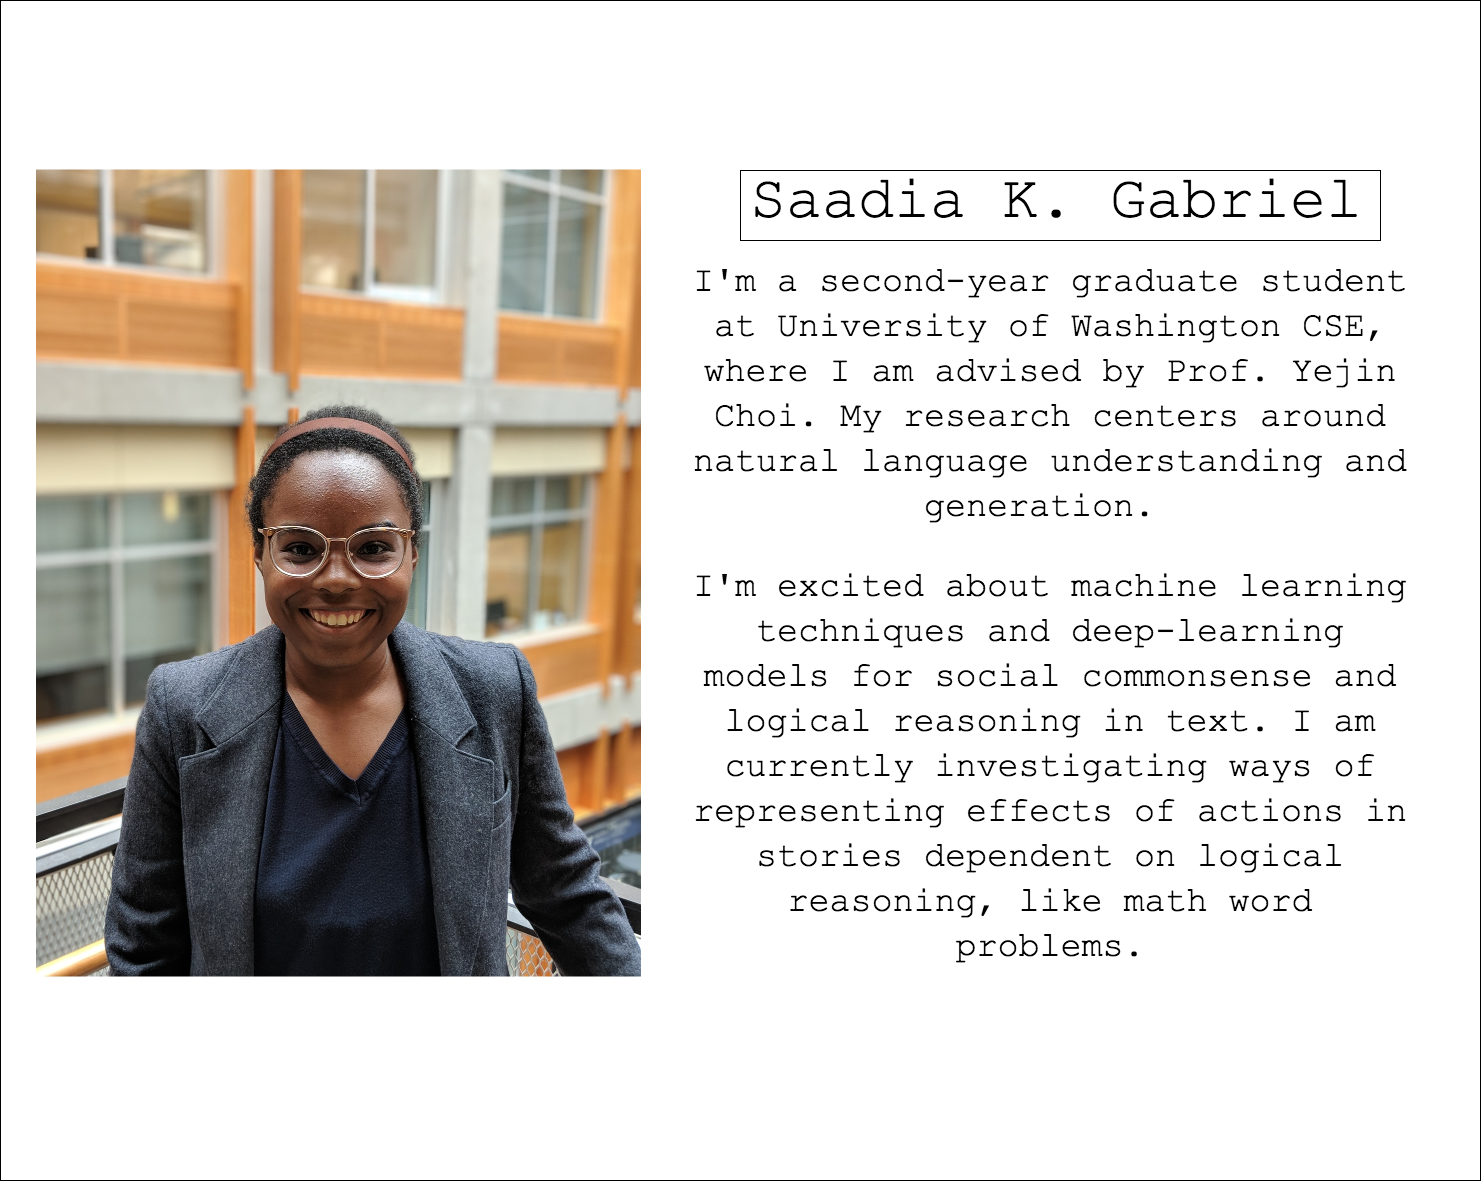 Saadia K. Gabriel
I'm a second-year graduate student
at University of Washington CSE,
where I am advised by Prof. Yejin
Choi. My research centers around
natural language understanding and
generation.
I'm excited about machine learning
techniques and deep-learning
models for social commonsense and
logical reasoning in text. I am
currently investigating ways of
representing effects of actions in
stories dependent on logical
reasoning, like math word
problems.